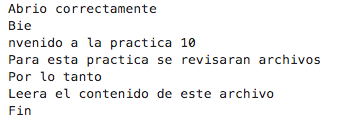 Abrio correctamente
Bie
nvenido a la practica 10
Para esta practica se revisaran archivos
Por lo tanto
Leera el contenido de este archivo
Fin